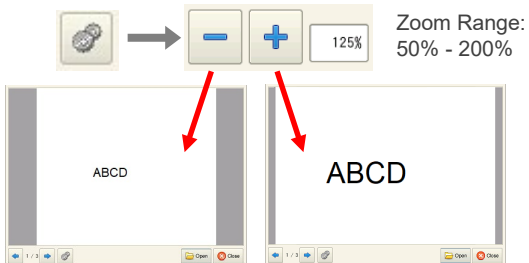 125%
Zoom Range:
50% - 200%
ABCD
ABCD
1 / 3
Open
Close
1 / 3
Open
Close